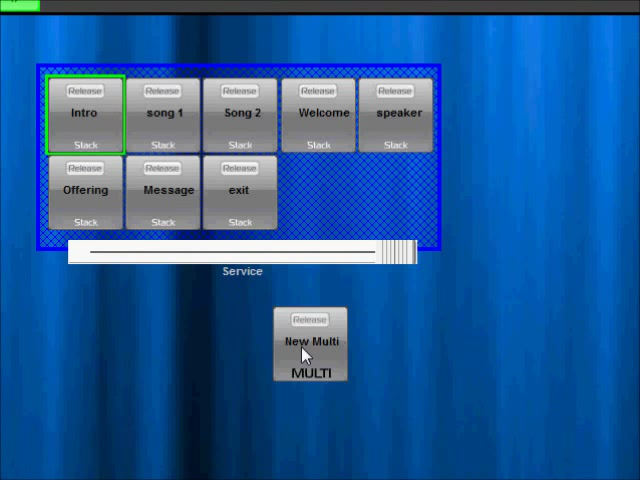 Release Release Release Release Release
Intro song 1 Song 2 Welcome speaker
Stack Stack Stack Stack Stack
Release Release Release
Offering Message exit
Stack Stack Stack
Service
Release
New Multi
MULTI